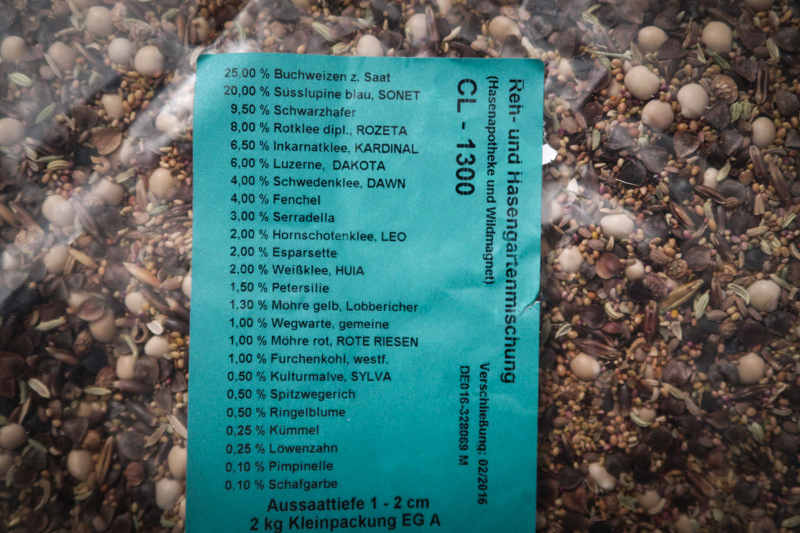 25,00 % Buchweizen z. Saat
20,00 % Süsslupine blau, SONET
9,50 % Schwarzhafer
8,00 % Rotklee dipl., ROZETA
6,50 % Inkarnatklee, KARDINAL
6,00 % Luzerne, DAKOTA
4,00 % Schwedenklee, DAWN
4,00 % Fenchel
3,00 % Serradella
2,00 % Hornschotenklee, LEO
2,00 % Esparsette
2,00 % Weißklee, HUIA
1,50 % Petersilie
1.30 % Möhre gelb, Lobbericher
1,00 % Wegwarte, gemeine
1,00 % Möhre rot, ROTE RIESEN
1,00 % Furchenkohl, westf.
0,50 % Kulturmalve, SYLVA
0,50 % Spitzwegerich
0,50 % Ringelblume
0,25 % Kümmel
0,25 % Löwenzahn
0,10 % Pimpinelle
0,10 % Schafgarbe
Aussaattiefe 1 - 2 cm
2 kg Kleinpackung EG A
Reh- und Hasengartenmischung
(Hasenapotheke und Wildmagnet)
CL - 1300
Verschließung: 02/2016
DE016-328069 M